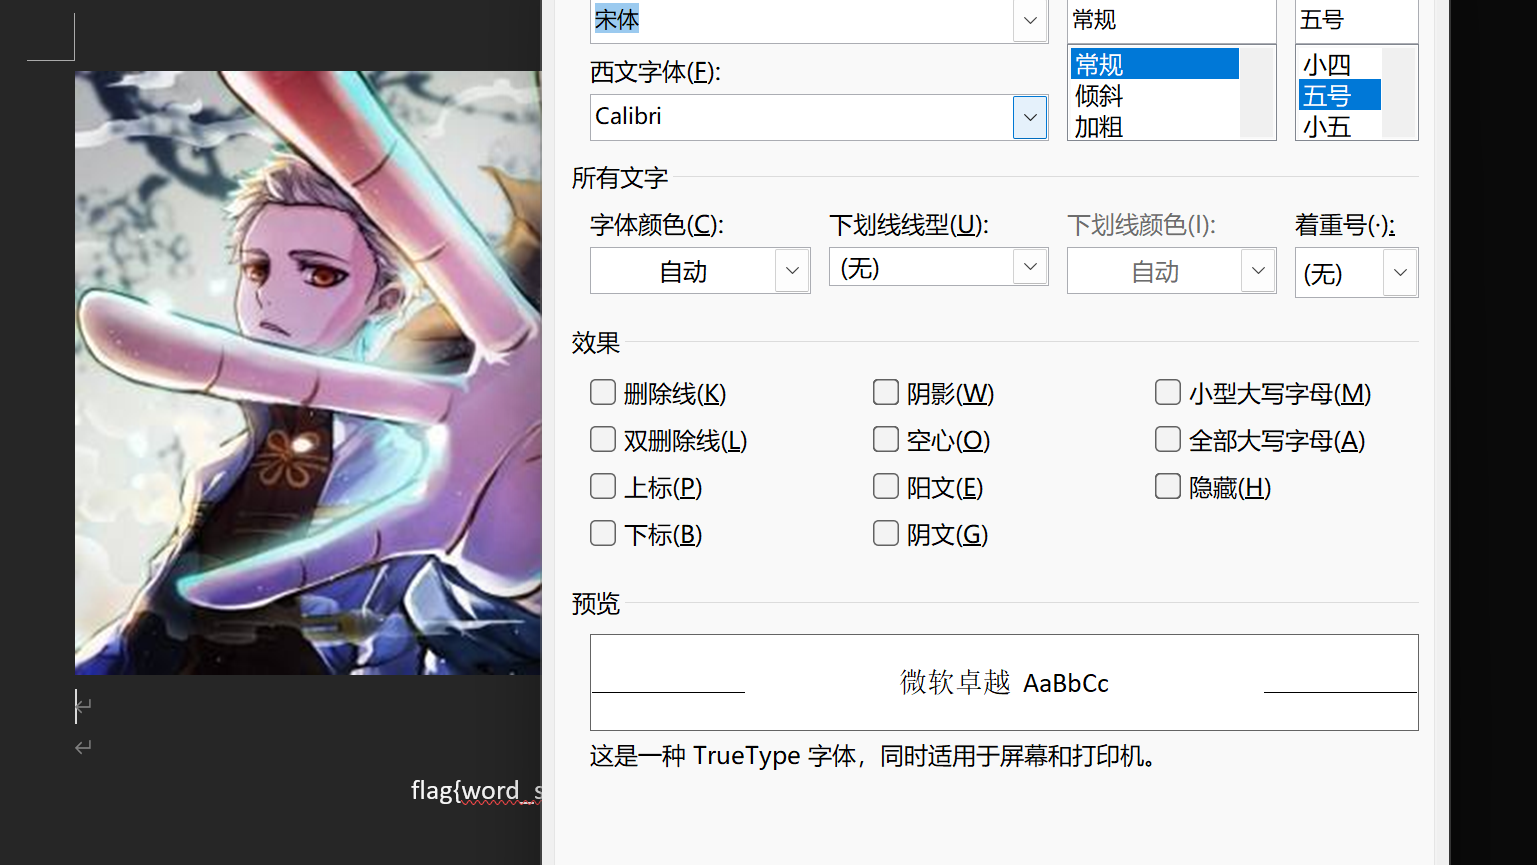 宋体 常规 五号
西文字体(F): 常规 小四
Calibri 倾斜 五号
加粗 小五
所有文字
字体颜色(C): 下划线线型(U): 下划线颜色(I): 着重号(·):
自动 (无) 自动 (无)
效果
删除线(K) 阴影(W) 小型大写字母(M)
双删除线(L) 空心(O) 全部大写字母(A)
上标(P) 阳文(E) 隐藏(H)
下标(B) 阴文(G)
预览
微软卓越 AaBbCc
这是一种 TrueType 字体，同时适用于屏幕和打印机。
flag{word_s